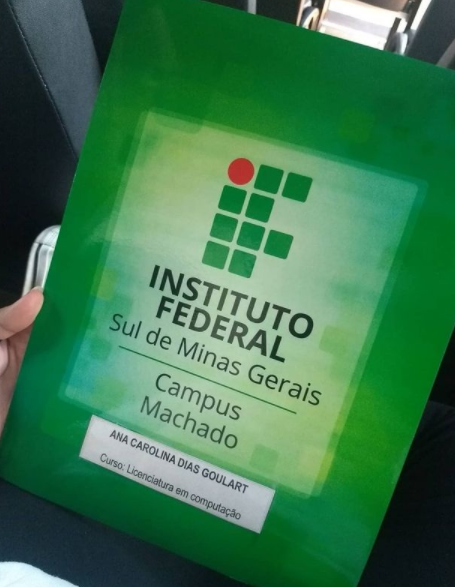 INSTITUTO
FEDERAL
Sul de Minas Gerais
Campus
Machado
ANA CAROLINA DIAS GOULART
Curso: Licenciatura em computação